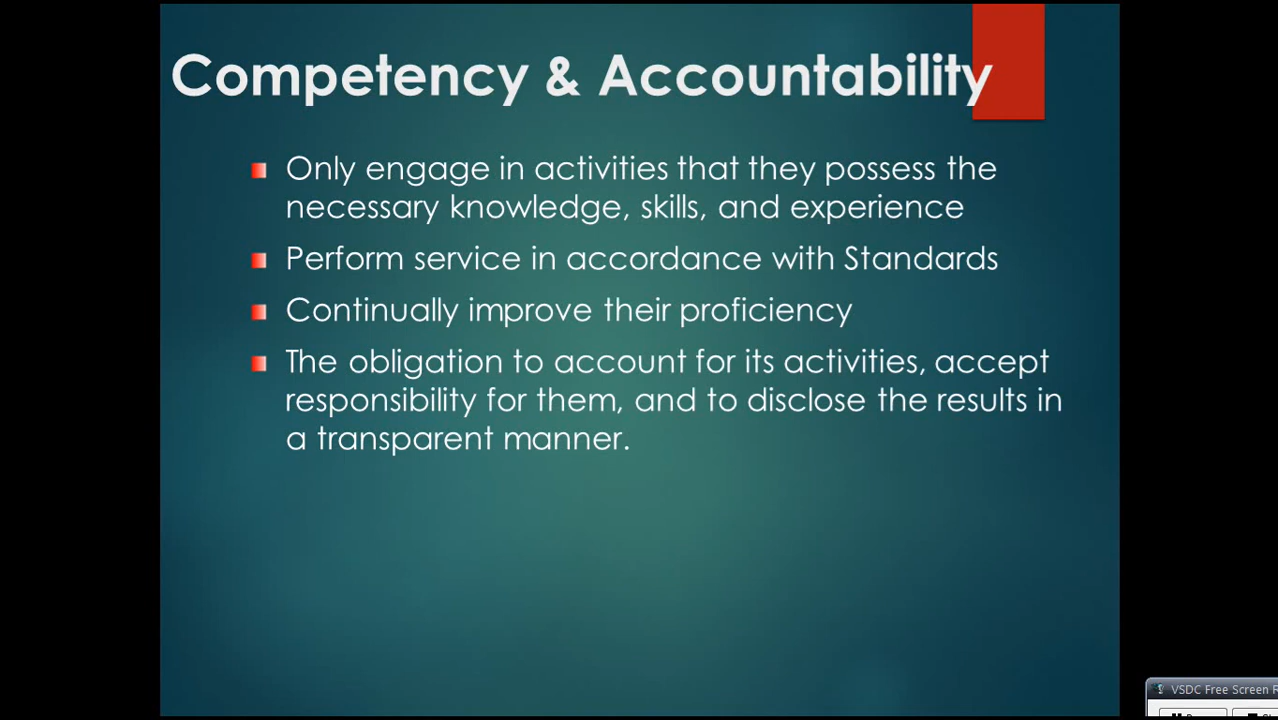 Competency & Accountability
Only engage in activities that they possess the
necessary knowledge, skills, and experience
Perform service in accordance with Standards
Continually improve their proficiency
The obligation to account for its activities, accept
responsibility for them, and to disclose the results in
a transparent manner.
VSDC Free Screen